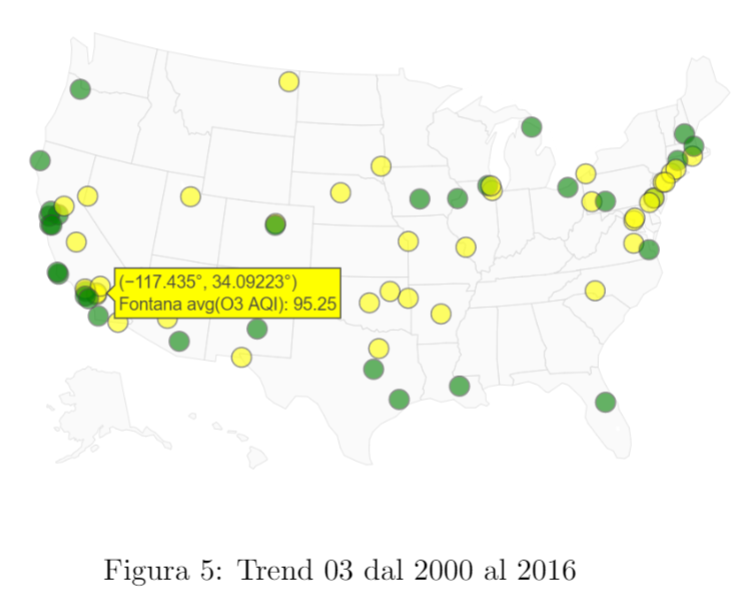 (−117.435°, 34.09223°)
Fontana avg(O3 AQI): 95.25
Figura 5: Trend 03 dal 2000 al 2016